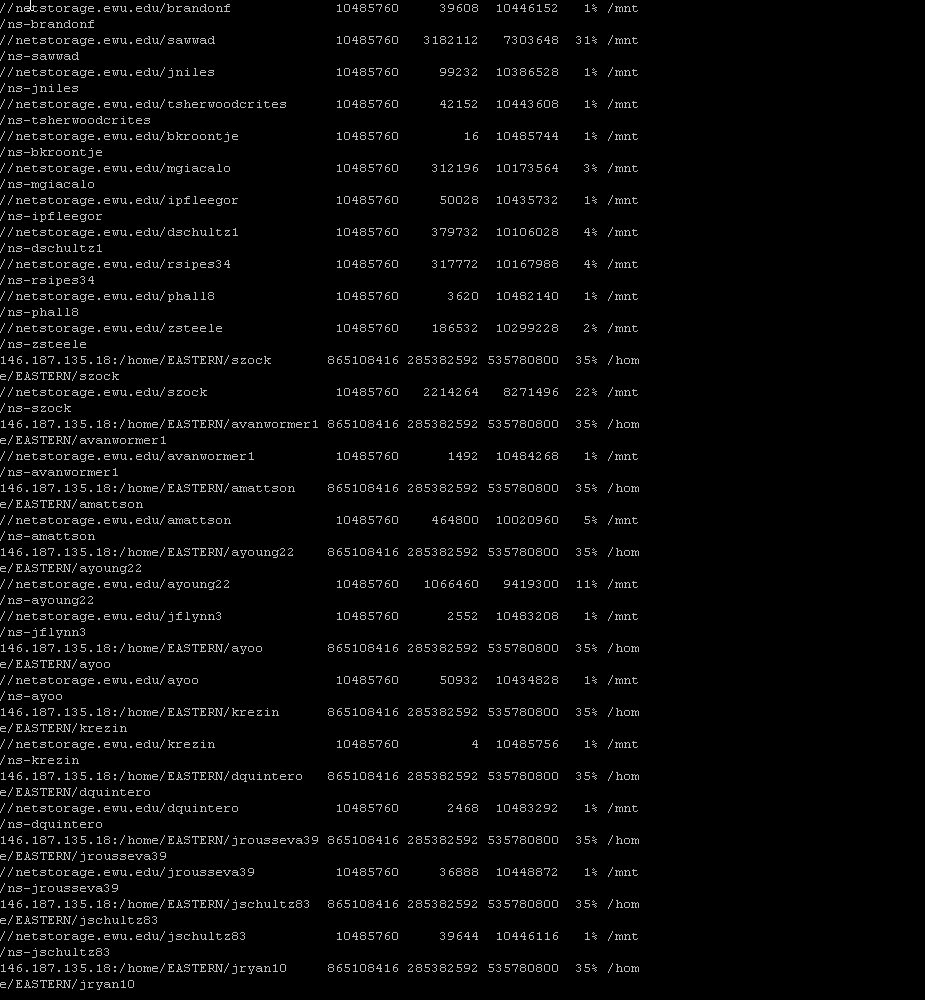 //netstorage.ewu.edu/brandonf 10485760 39608 10446152 1% /mnt
/ns-brandonf
//netstorage.ewu.edu/sawwad 10485760 3182112 7303648 31% /mnt
/ns-sawwad
//netstorage.ewu.edu/jniles 10485760 99232 10386528 1% /mnt
/ns-jniles
//netstorage.ewu.edu/tsherwoodcrites 10485760 42152 10443608 1% /mnt
/ns-tsherwoodcrites
//netstorage.ewu.edu/bkroontje 10485760 16 10485744 1% /mnt
/ns-bkroontje
//netstorage.ewu.edu/mgiacalo 10485760 312196 10173564 3% /mnt
/ns-mgiacalo
//netstorage.ewu.edu/ipfleegor 10485760 50028 10435732 1% /mnt
/ns-ipfleegor
//netstorage.ewu.edu/dschultz1 10485760 379732 10106028 4% /mnt
/ns-dschultz1
//netstorage.ewu.edu/rsipes34 10485760 317772 10167988 4% /mnt
/ns-rsipes34
//netstorage.ewu.edu/phall8 10485760 3620 10482140 1% /mnt
/ns-phall8
//netstorage.ewu.edu/zsteele 10485760 186532 10299228 2% /mnt
/ns-zsteele
146.187.135.18:/home/EASTERN/szock 865108416 285382592 535780800 35% /hom
e/EASTERN/szock
//netstorage.ewu.edu/szock 10485760 2214264 8271496 22% /mnt
/ns-szock
146.187.135.18:/home/EASTERN/avanwormer1 865108416 285382592 535780800 35% /hom
e/EASTERN/avanwormer1
//netstorage.ewu.edu/avanwormer1 10485760 1492 10484268 1% /mnt
/ns-avanwormer1
146.187.135.18:/home/EASTERN/amattson 865108416 285382592 535780800 35% /hom
e/EASTERN/amattson
//netstorage.ewu.edu/amattson 10485760 464800 10020960 5% /mnt
/ns-amattson
146.187.135.18:/home/EASTERN/ayoung22 865108416 285382592 535780800 35% /hom
e/EASTERN/ayoung22
//netstorage.ewu.edu/ayoung22 10485760 1066460 9419300 11% /mnt
/ns-ayoung22
//netstorage.ewu.edu/jflynn3 10485760 2552 10483208 1% /mnt
/ns-jflynn3
146.187.135.18:/home/EASTERN/ayoo 865108416 285382592 535780800 35% /hom
e/EASTERN/ayoo
//netstorage.ewu.edu/ayoo 10485760 50932 10434828 1% /mnt
/ns-ayoo
146.187.135.18:/home/EASTERN/krezin 865108416 285382592 535780800 35% /hom
e/EASTERN/krezin
//netstorage.ewu.edu/krezin 10485760 4 10485756 1% /mnt
/ns-krezin
146.187.135.18:/home/EASTERN/dquintero 865108416 285382592 535780800 35% /hom
e/EASTERN/dquintero
//netstorage.ewu.edu/dquintero 10485760 2468 10483292 1% /mnt
/ns-dquintero
146.187.135.18:/home/EASTERN/jrousseva39 865108416 285382592 535780800 35% /hom
e/EASTERN/jrousseva39
//netstorage.ewu.edu/jrousseva39 10485760 36888 10448872 1% /mnt
/ns-jrousseva39
146.187.135.18:/home/EASTERN/jschultz83 865108416 285382592 535780800 35% /hom
e/EASTERN/jschultz83
//netstorage.ewu.edu/jschultz83 10485760 39644 10446116 1% /mnt
/ns-jschultz83
146.187.135.18:/home/EASTERN/jryan10 865108416 285382592 535780800 35% /hom
e/EASTERN/jryan10